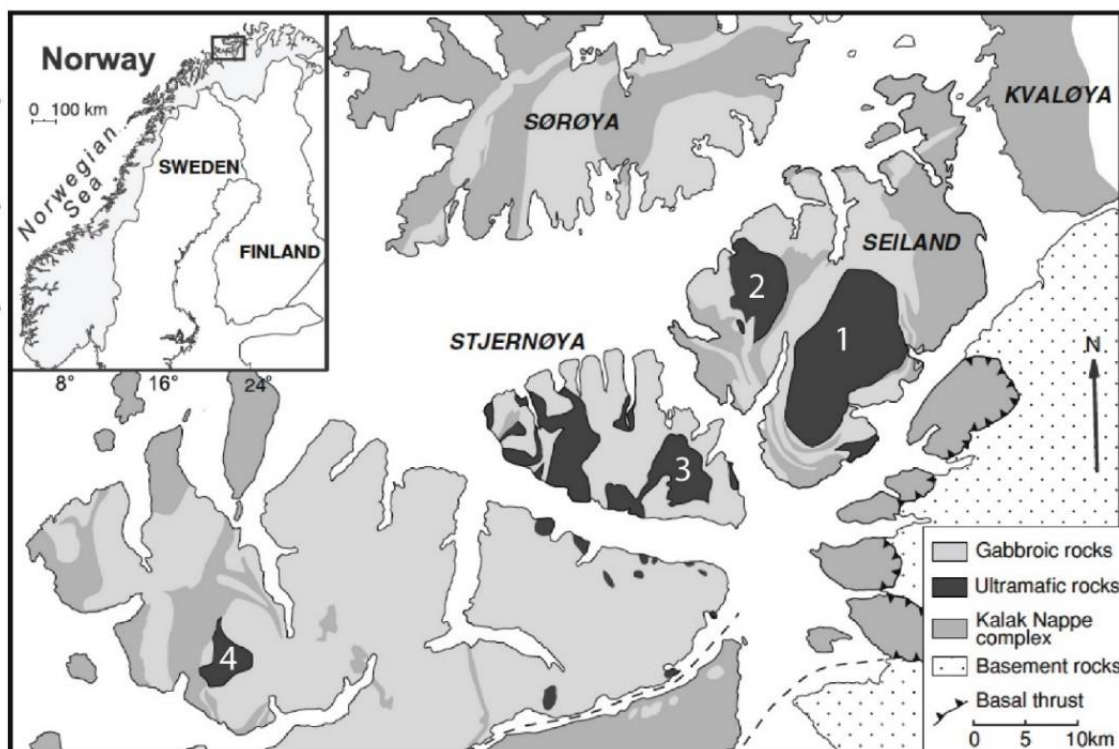 Norway
0 100 km
Norwegian
Sea
SWEDEN
FINLAND
8°
16°
24°
SØRØYA
KVALØYA
SEILAND
2
1
STJERNØYA
N
3
4
Gabbroic rocks
Ultramafic rocks
Kalak Nappe
complex
Basement rocks
Basal thrust
0 5 10km